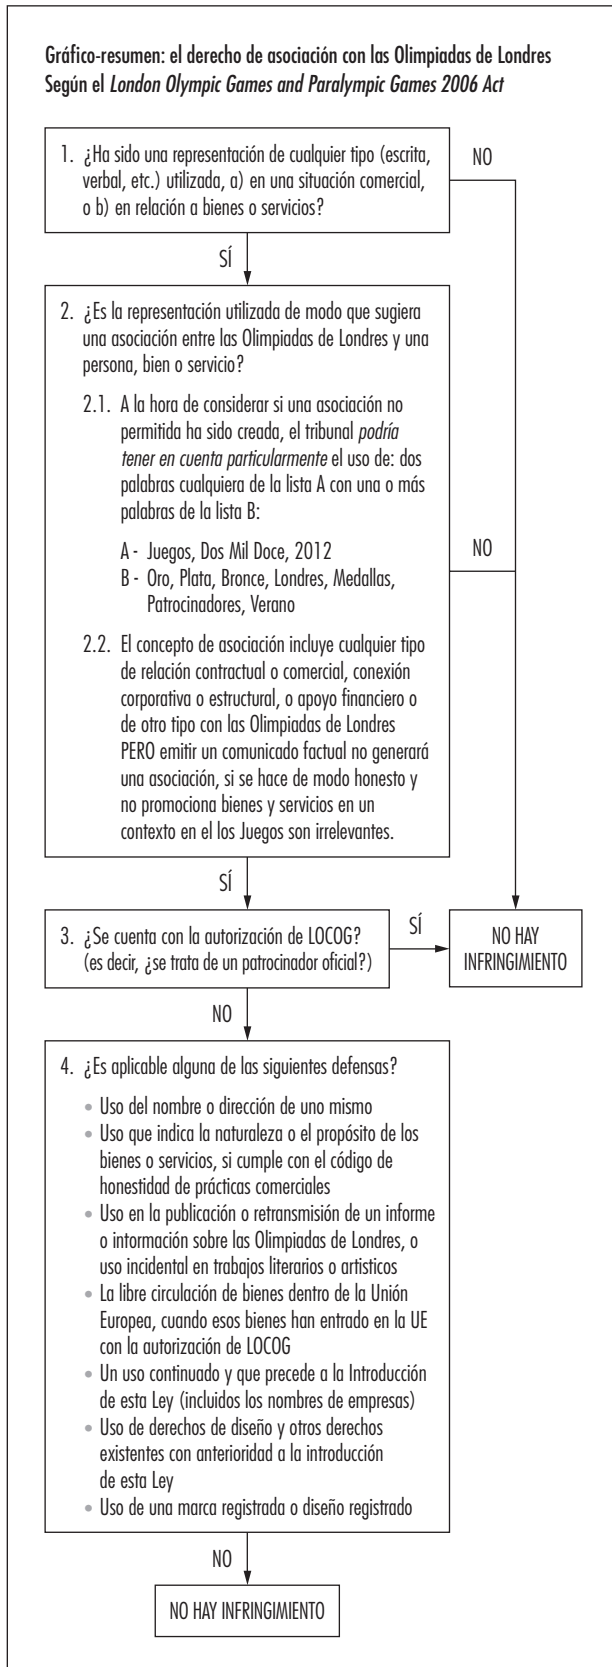 Gráfico-resumen: el derecho de asociación con las Olimpiadas de Londres
Según el London Olympic Games and Paralympic Games 2006 Act
1. ¿Ha sido una representación de cualquier tipo (escrita,
verbal, etc.) utilizada, a) en una situación comercial,
o b) en relación a bienes o servicios?
NO
SÍ
2. ¿Es la representación utilizada de modo que sugiera
una asociación entre las Olimpiadas de Londres y una
persona, bien o servicio?
2.1. A la hora de considerar si una asociación no
permitida ha sido creada, el tribunal podría
tener en cuenta particularmente el uso de: dos
palabras cualquiera de la lista A con una o más
palabras de la lista B:
A - Juegos, Dos Mil Doce, 2012
B - Oro, Plata, Bronce, Londres, Medallas,
Patrocinadores, Verano
NO
2.2. El concepto de asociación incluye cualquier tipo
de relación contractual o comercial, conexión
corporativa o estructural, o apoyo financiero o
de otro tipo con las Olimpiadas de Londres
PERO emitir un comunicado factual no generará
una asociación, si se hace de modo honesto y
no promociona bienes y servicios en un
contexto en el los Juegos son irrelevantes.
SÍ
3. ¿Se cuenta con la autorización de LOCOG?
(es decir, ¿se trata de un patrocinador oficial?)
SÍ
NO HAY
INFRINGIMIENTO
NO
4. ¿Es aplicable alguna de las siguientes defensas?
• Uso del nombre o dirección de uno mismo
• Uso que indica la naturaleza o el propósito de los
bienes o servicios, si cumple con el código de
honestidad de prácticas comerciales
• Uso en la publicación o retransmisión de un informe
o intormación sobre las Olimpiadas de Londres, o
uso incidental en trabajos literarios o artisticos
• La libre circulación de bienes dentro de la Unión
Europea, cuando esos bienes han entrado en la UE
con la autorización de LOCOG
• Un uso continuado y que precede a la Introducción
de esta Ley (incluidos los nombres de empresas)
• Uso de derechos de diseño y otros derechos
existentes con anterioridad a la introducción
de esta Ley
• Uso de una marca registrada o diseño registrado
NO
NO HAY INFRINGIMIENTO